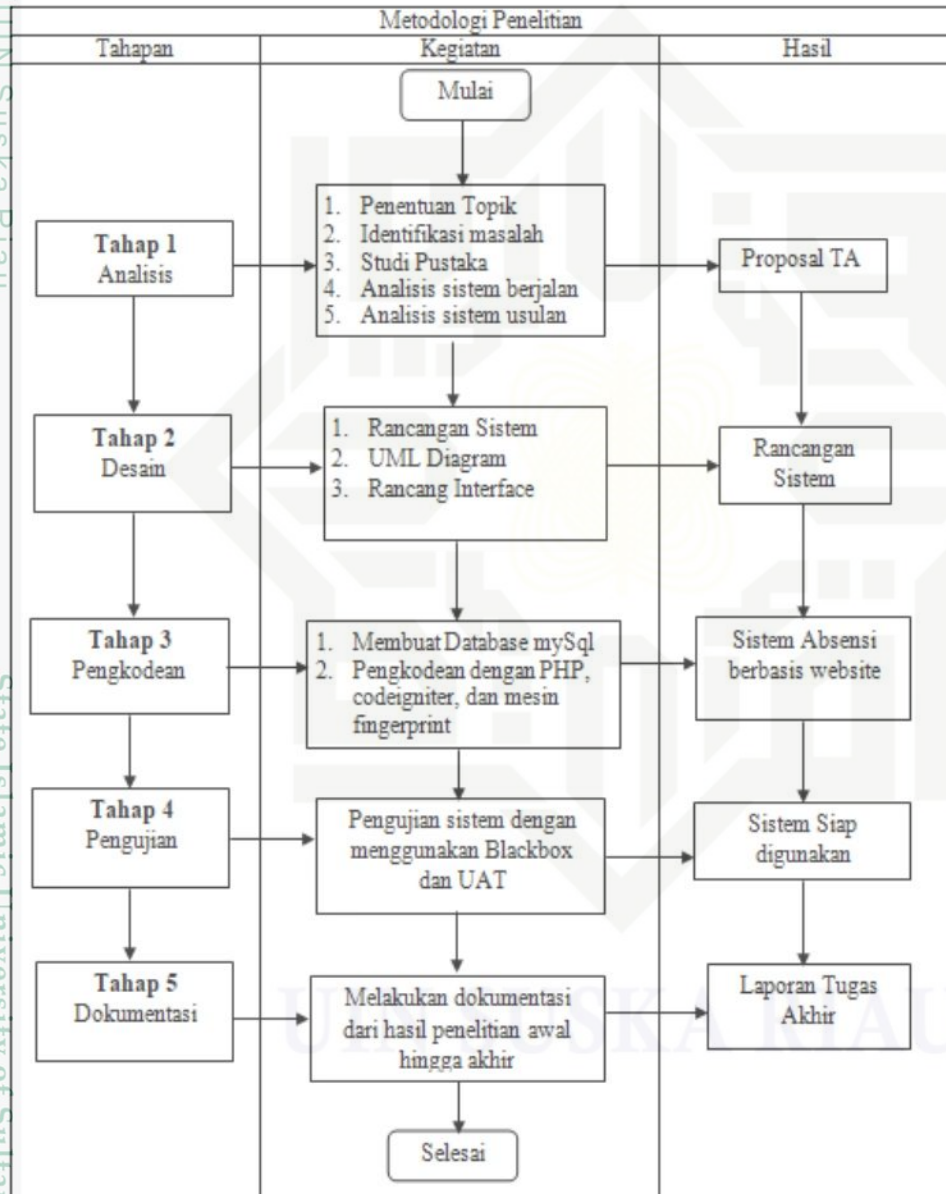 Metodologi Penelitian
Tahapan
Kegiatan
Hasil
Mulai
Tahap 1
Analisis
1. Penentuan Topik
2. Identifikasi masalah
3. Studi Pustaka
4. Analisis sistem berjalan
5. Analisis sistem usulan
Proposal TA
Tahap 2
Desain
1. Rancangan Sistem
2. UML Diagram
3. Rancang Interface
Rancangan
Sistem
Tahap 3
Pengkodean
1. Membuat Database mySql
2. Pengkodean dengan PHP,
codeigniter, dan mesin
fingerprint
Sistem Absensi
berbasis website
Tahap 4
Pengujian
Pengujian sistem dengan
menggunakan Blackbox
dan UAT
Sistem Siap
digunakan
Tahap 5
Dokumentasi
Melakukan dokumentasi
dari hasil penelitian awal
hingga akhir
Laporan Tugas
Akhir
Selesai
UIN SUSKA RIAU